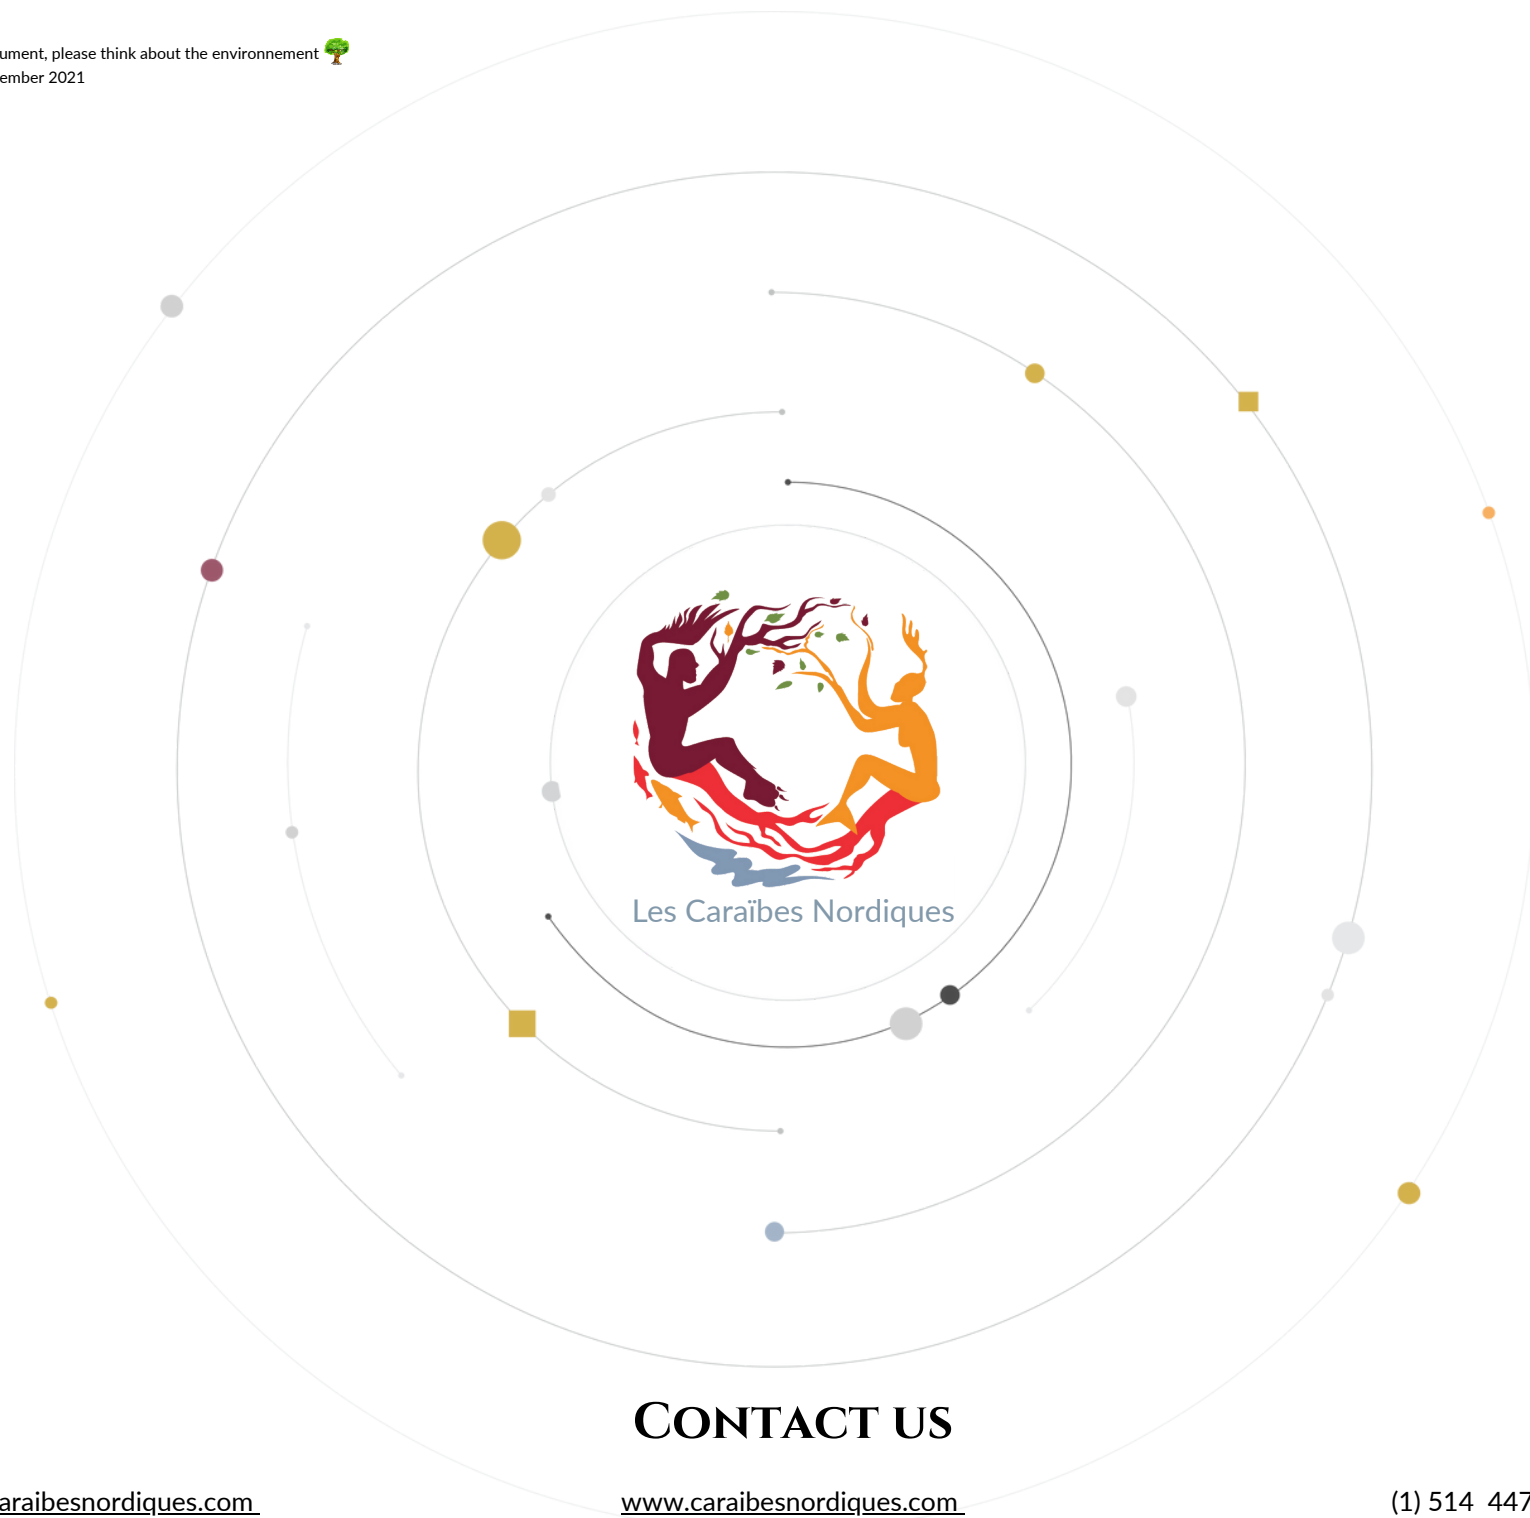 ument, please think about the environnement
ember 2021
Les Caraïbes Nordiques
Contact us
araibesnordiques.com
www.caraibesnordiques.com
(1) 514 447